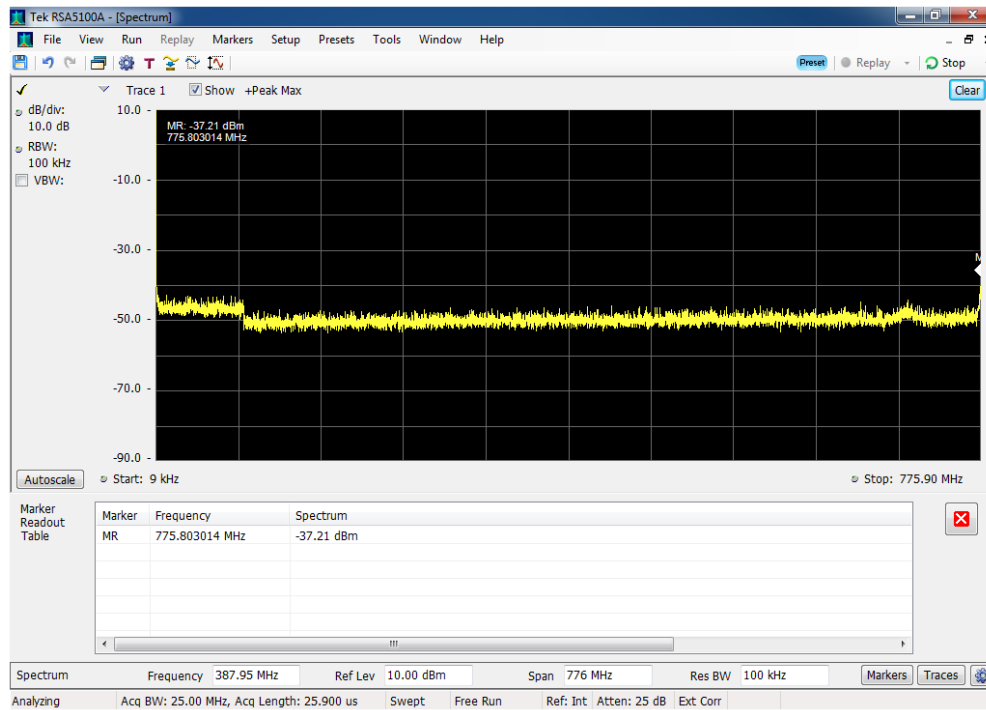 Tek RSA5100A - [Spectrum]
File View Run Replay Markers Setup Presets Tools Window Help
T Preset Replay Stop
Trace 1 Show +Peak Max Clear
dB/div:
10.0 dB
RBW:
100 kHz
VBW:
10.0 -
-10.0 -
-30.0 -
-50.0 -
-70.0 -
-90.0 -
MR: -37.21 dBm
775.803014 MHz
M
Autoscale Start: 9 kHz Stop: 775.90 MHz
Marker
Readout
Table
Marker Frequency Spectrum
MR 775.803014 MHz -37.21 dBm
Spectrum Frequency 387.95 MHz Ref Lev 10.00 dBm Span 776 MHz Res BW 100 kHz Markers Traces
Analyzing Acq BW: 25.00 MHz, Acq Length: 25.900 us Swept Free Run Ref: Int Atten: 25 dB Ext Corr